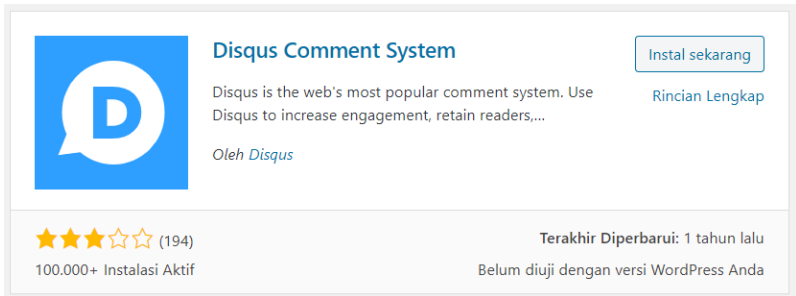 D
Disqus Comment System
Instal sekarang
Disqus is the web's most popular comment system. Use
Disqus to increase engagement, retain readers,...
Rincian Lengkap
Oleh Disqus
(194)
Terakhir Diperbarui: 1 tahun lalu
100.000+ Instalasi Aktif
Belum diuji dengan versi WordPress Anda